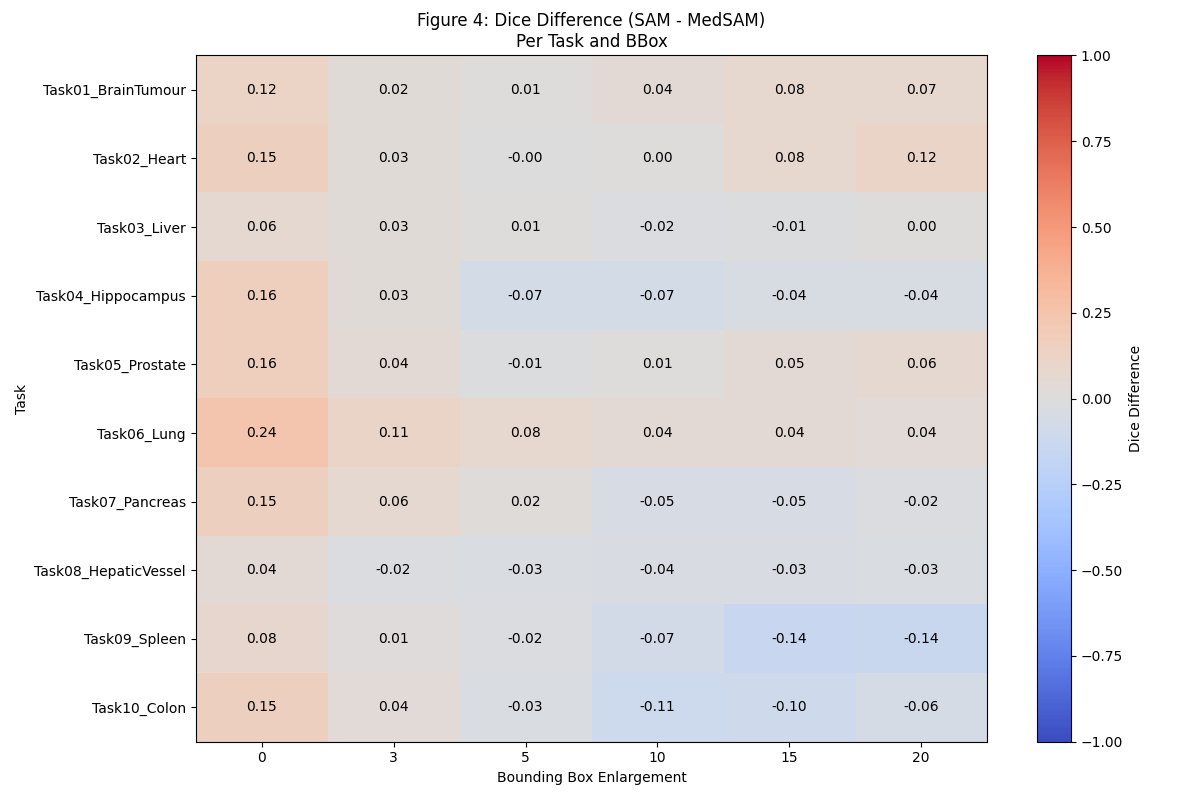 Figure 4: Dice Difference (SAM - MedSAM)
Per Task and BBox
Task01_BrainTumour 0.12 0.02 0.01 0.04 0.08 0.07
Task02_Heart 0.15 0.03 -0.00 0.00 0.08 0.12
Task03_Liver 0.06 0.03 0.01 -0.02 -0.01 0.00
Task04_Hippocampus 0.16 0.03 -0.07 -0.07 -0.04 -0.04
Task05_Prostate 0.16 0.04 -0.01 0.01 0.05 0.06
Task06_Lung 0.24 0.11 0.08 0.04 0.04 0.04
Task07_Pancreas 0.15 0.06 0.02 -0.05 -0.05 -0.02
Task08_HepaticVessel 0.04 -0.02 -0.03 -0.04 -0.03 -0.03
Task09_Spleen 0.08 0.01 -0.02 -0.07 -0.14 -0.14
Task10_Colon 0.15 0.04 -0.03 -0.11 -0.10 -0.06
0 3 5 10 15 20
Bounding Box Enlargement
Task
1.00
0.75
0.50
0.25
0.00
−0.25
−0.50
−0.75
−1.00
Dice Difference